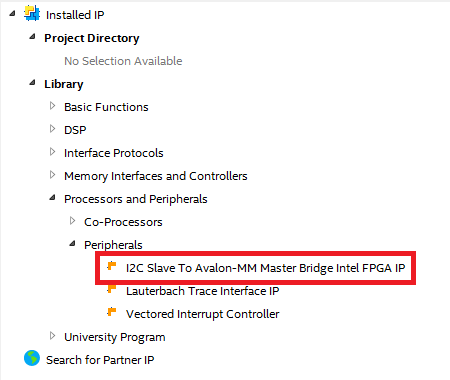 Installed IP
Project Directory
No Selection Available
Library
Basic Functions
DSP
Interface Protocols
Memory Interfaces and Controllers
Processors and Peripherals
Co-Processors
Peripherals
I2C Slave To Avalon-MM Master Bridge Intel FPGA IP
Lauterbach Trace Interface IP
Vectored Interrupt Controller
University Program
Search for Partner IP